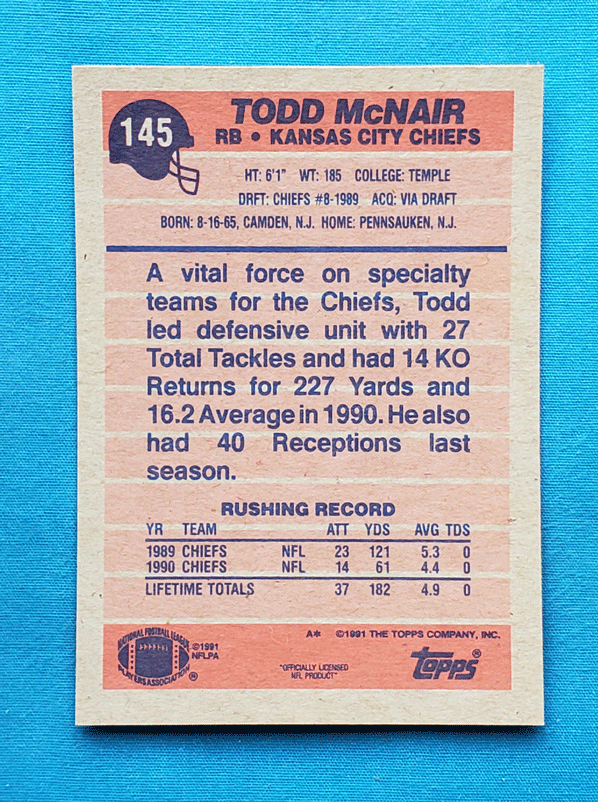 145
TODD McNAIR
RB • KANSAS CITY CHIEFS
HT: 6'1" WT: 185 COLLEGE: TEMPLE
DRFT: CHIEFS #8-1989 ACQ: VIA DRAFT
BORN: 8-16-65, CAMDEN, N.J. HOME: PENNSAUKEN, N.J.
A vital force on specialty
teams for the Chiefs, Todd
led defensive unit with 27
Total Tackles and had 14 KO
Returns for 227 Yards and
16.2 Average in 1990. He also
had 40 Receptions last
season.
RUSHING RECORD
YR TEAM ATT YDS AVG TDS
1989 CHIEFS NFL 23 121 5.3 0
1990 CHIEFS NFL 14 61 4.4 0
LIFETIME TOTALS 37 182 4.9 0
NATIONAL FOOTBALL LEAGUE
PLAYERS ASSOCIATION®
©1991
NFLPA
A* ©1991 THE TOPPS COMPANY, INC.
"OFFICIALLY LICENSED
NFL PRODUCT"
topps®